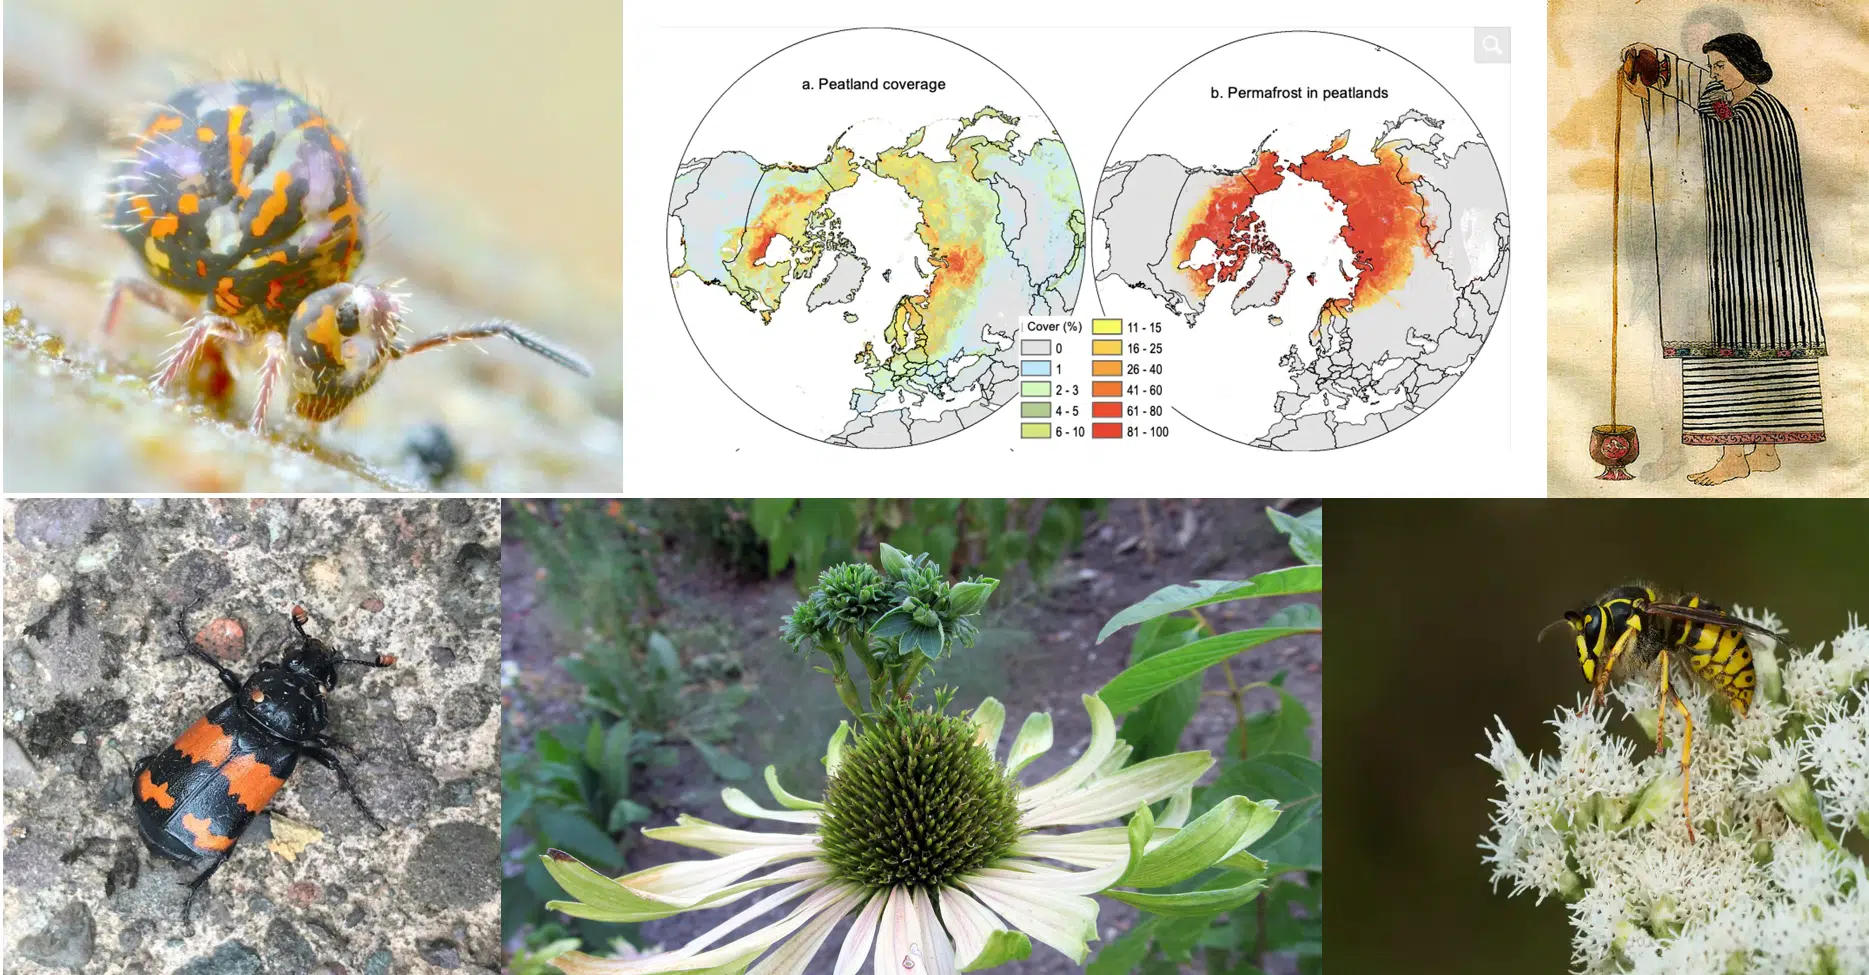 a. Peatland coverage
b. Permafrost in peatlands
Cover (%)
0
1
2 - 3
4 - 5
6 - 10
11 - 15
16 - 25
26 - 40
41 - 60
61 - 80
81 - 100